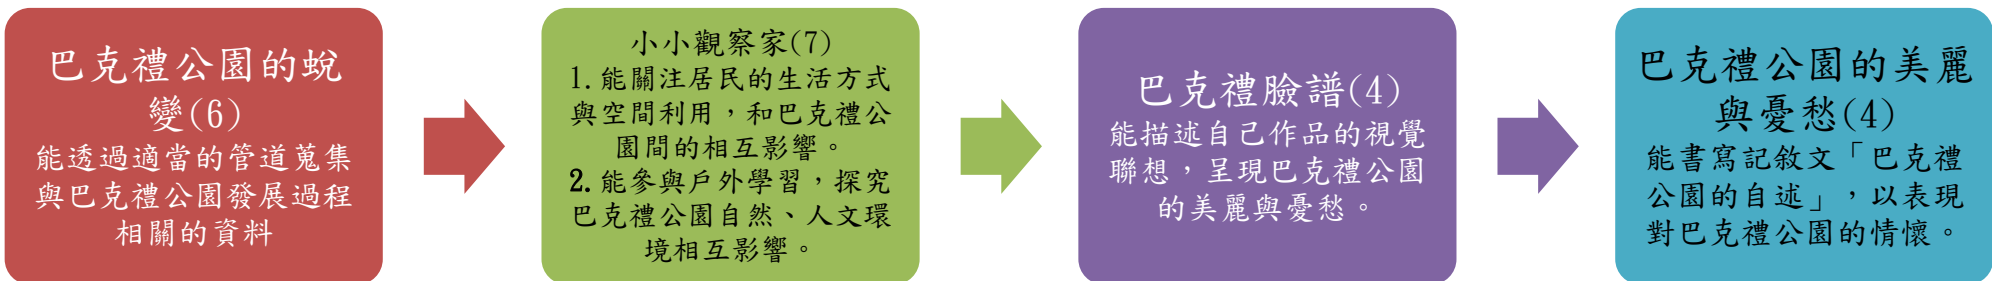 巴克禮公園的蛻
變(6)
能透過適當的管道蒐集
與巴克禮公園發展過程
相關的資料
小小觀察家(7)
1.能關注居民的生活方式
與空間利用，和巴克禮公
園間的相互影響。
2.能參與戶外學習，探究
巴克禮公園自然、人文環
境相互影響。
巴克禮臉譜(4)
能描述自己作品的視覺
聯想，呈現巴克禮公園
的美麗與憂愁。
巴克禮公園的美麗
與憂愁(4)
能書寫記敘文「巴克禮
公園的自述」，以表現
對巴克禮公園的情懷。